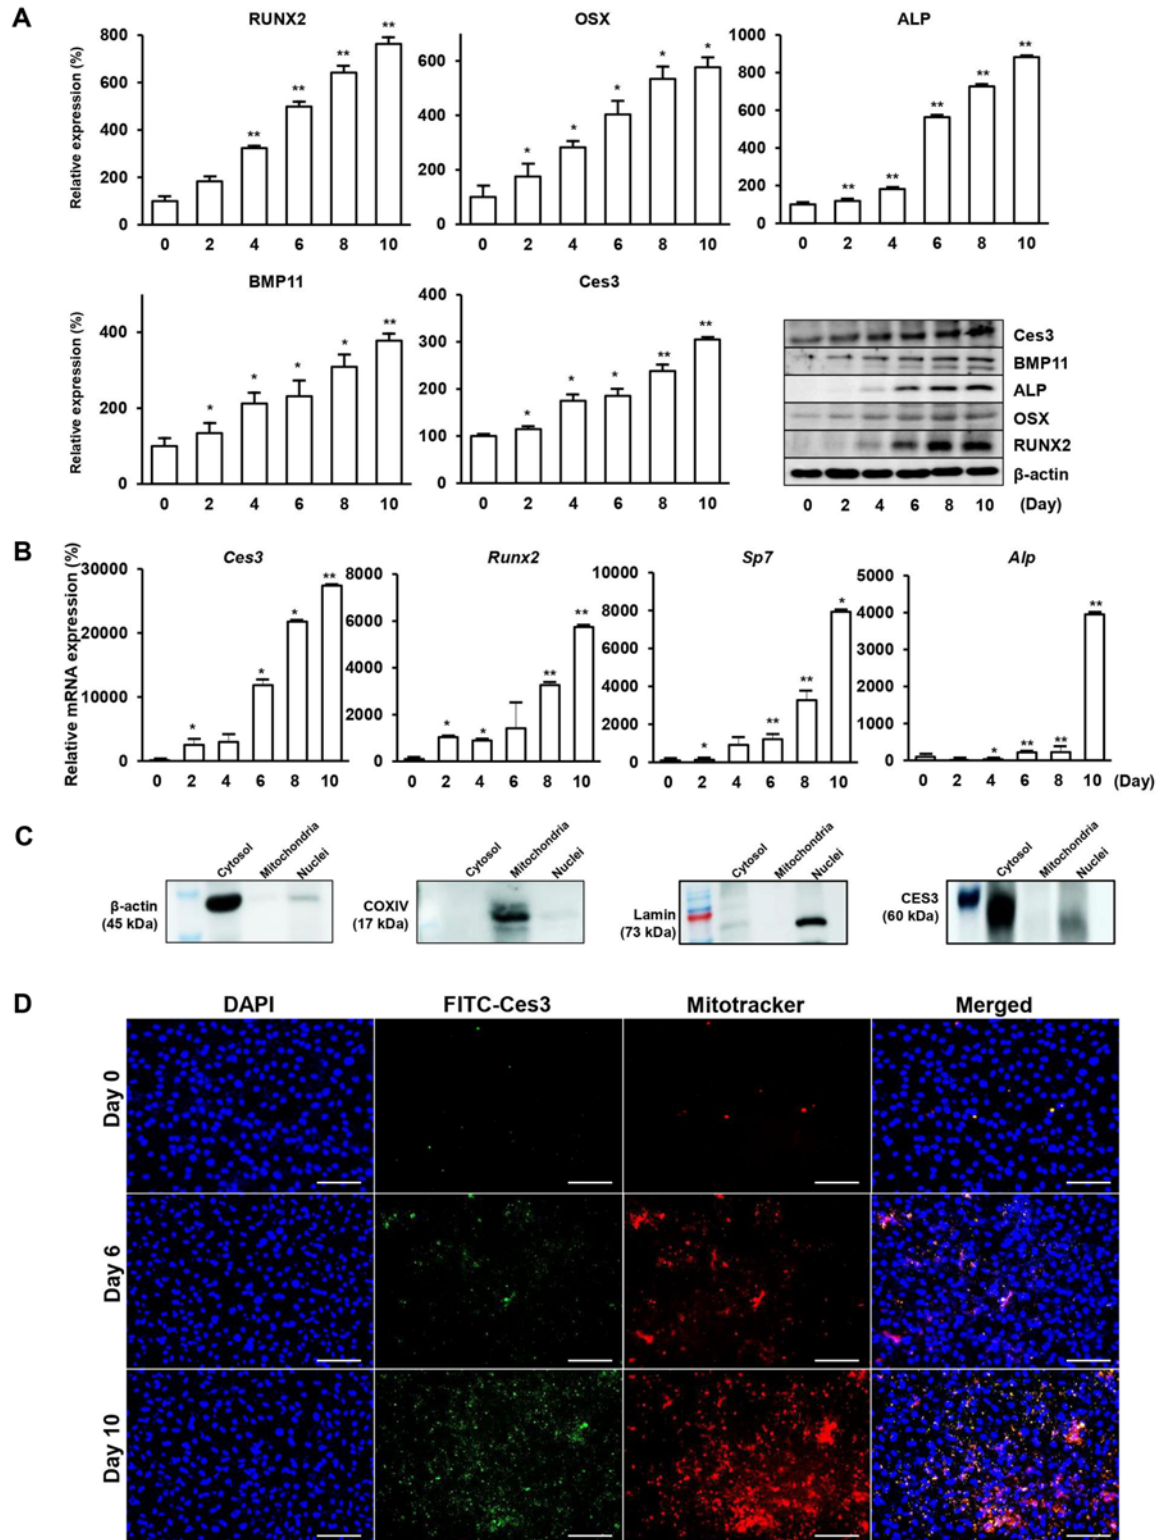 A
RUNX2
OSX
ALP
Relative expression (%)
800
600
400
200
0
** ** ** **
0 2 4 6 8 10
600
400
200
0
* * * * *
0 2 4 6 8 10
1000
800
600
400
200
0
** ** ** ** **
0 2 4 6 8 10
BMP11
Ces3
Relative expression (%)
400
200
0
* * * * **
0 2 4 6 8 10
400
300
200
100
0
* * * ** **
0 2 4 6 8 10
Ces3
BMP11
ALP
OSX
RUNX2
β-actin
0 2 4 6 8 10 (Day)
B
Ces3
Runx2
Sp7
Alp
Relative mRNA expression (%)
30000
20000
10000
0
* * * **
0 2 4 6 8 10
8000
6000
4000
2000
0
* * ** **
0 2 4 6 8 10
10000
8000
6000
4000
2000
0
* ** ** *
0 2 4 6 8 10
5000
4000
3000
2000
1000
0
* ** ** **
0 2 4 6 8 10 (Day)
C
Cytosol
Mitochondria
Nuclei
β-actin
(45 kDa)
Cytosol
Mitochondria
Nuclei
COXIV
(17 kDa)
Cytosol
Mitochondria
Nuclei
Lamin
(73 kDa)
Cytosol
Mitochondria
Nuclei
CES3
(60 kDa)
D
DAPI
FITC-Ces3
Mitotracker
Merged
Day 0
Day 6
Day 10